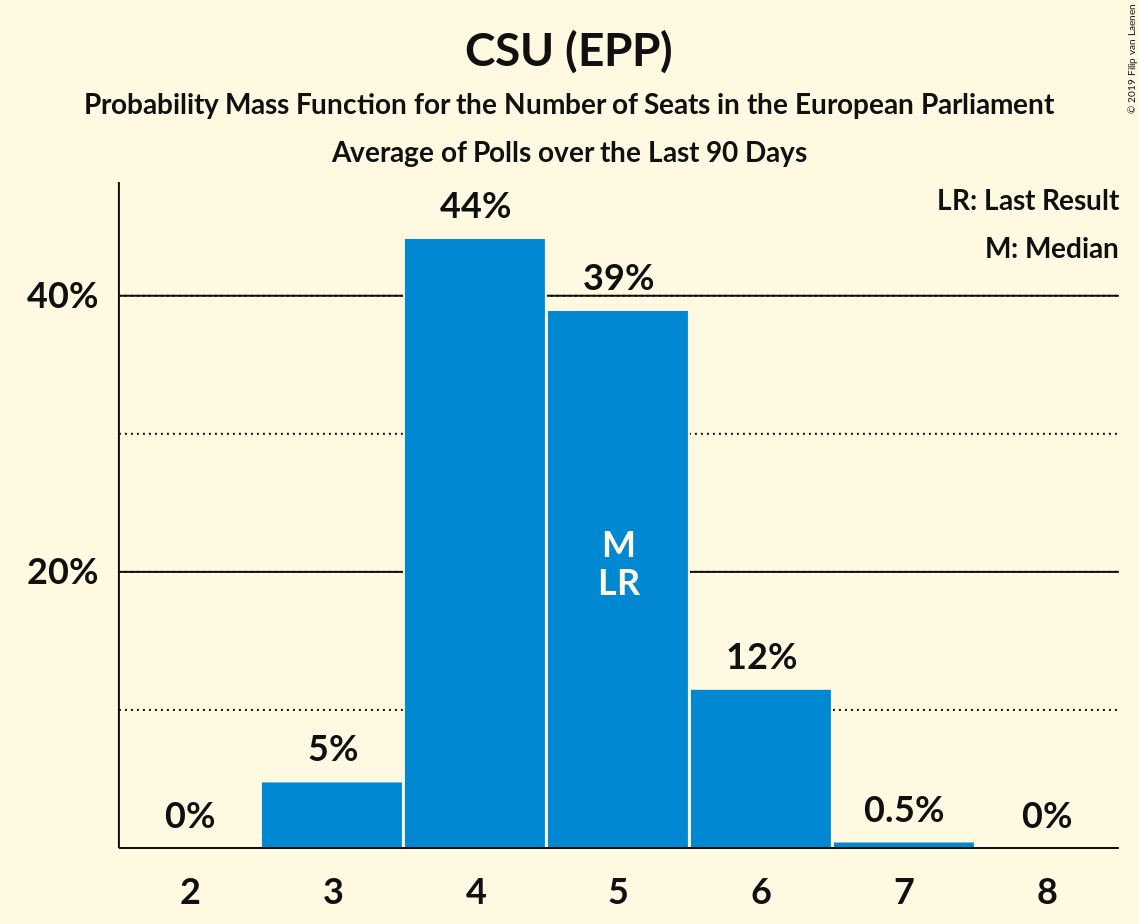 CSU (EPP)
Probability Mass Function for the Number of Seats in the European Parliament
Average of Polls over the Last 90 Days
© 2019 Filip van Laenen
LR: Last Result
M: Median
44%
39%
40%
M
LR
20%
12%
5%
0%
0.5%
0%
2 3 4 5 6 7 8